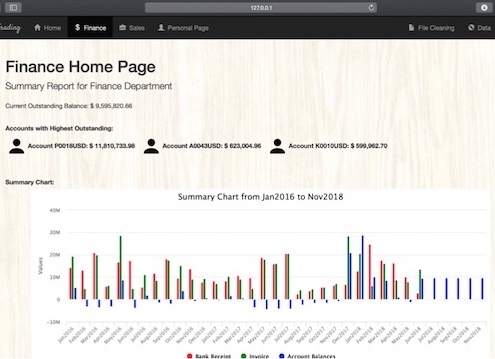 127.0.0.1
Trading
Home
Finance
Sales
Personal Page
File Cleaning
Data
Finance Home Page
Summary Report for Finance Department
Current Outstanding Balance: $ 9,595,820.66
Accounts with Highest Outstanding:
Account P0018USD: $ 11,810,733.98
Account A0043USD: $ 623,004.96
Account K0010USD: $ 599,962.70
Summary Chart:
Summary Chart from Jan2016 to Nov2018
Values
40M
30M
20M
10M
0
-10M
Jan2016
Feb2016
Mar2016
Apr2016
May2016
Jun2016
Jul2016
Aug2016
Sep2016
Oct2016
Nov2016
Dec2016
Jan2017
Feb2017
Mar2017
Apr2017
May2017
Jun2017
Jul2017
Aug2017
Sep2017
Oct2017
Nov2017
Dec2017
Jan2018
Feb2018
Mar2018
Apr2018
May2018
Jun2018
Jul2018
Aug2018
Sep2018
Oct2018
Nov2018
Bank Receipt
Invoice
Account Balances